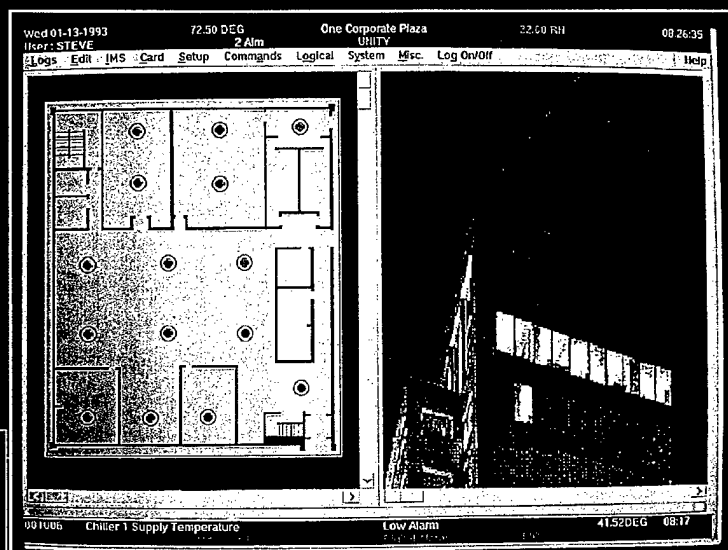 Wed 01-13-1993 72.50 DEG One Corporate Plaza 22.00 RH 08:26:35
User: STEVE 2 Alm UNITY
Logs Edit IMS Card Setup Commands Logical System Misc. Log On/Off Help
001006 Chiller 1 Supply Temperature Low Alarm 41.52DEG 08:17